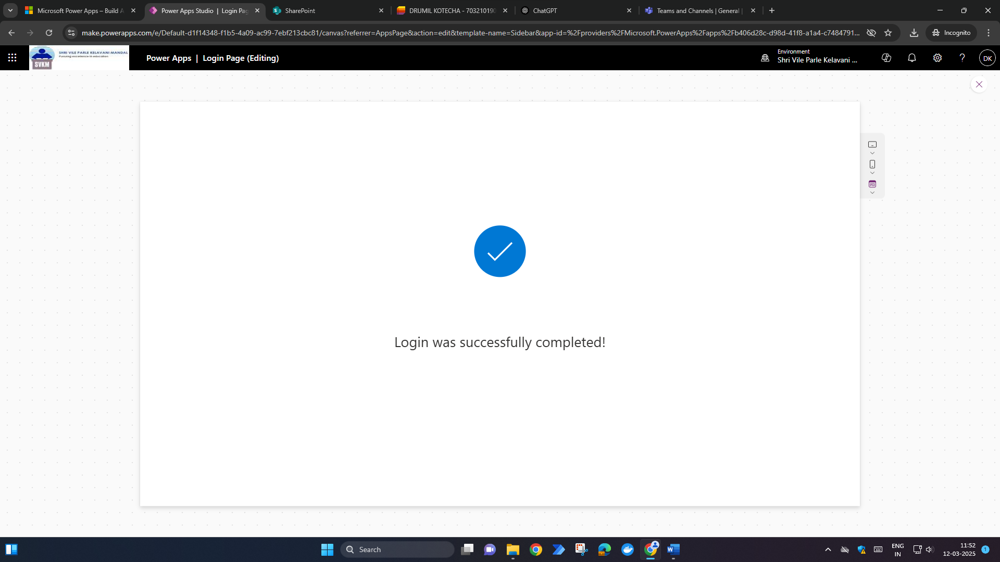 Microsoft Power Apps – Build A
Power Apps Studio | Login Pag
SharePoint
DRUMIL KOTECHA - 703210190
ChatGPT
Teams and Channels | General |
make.powerapps.com/e/Default-d1f14348-f1b5-4a09-ac99-7ebf213cbc81/canvas?referrer=AppsPage&action=edit&template-name=Sidebar&app-id=%2Fproviders%2FMicrosoft.PowerApps%2Fapps%2Fb406d28c-d98d-41f8-a1a4-c7484791...
Incognito
SHRI VILE PARLE KELAVANI MANDAL
Pursuing excellence in education
SVKM
Power Apps | Login Page (Editing)
Environment
Shri Vile Parle Kelavani ...
DK
Login was successfully completed!
Search
ENG
IN
11:52
12-03-2025
1